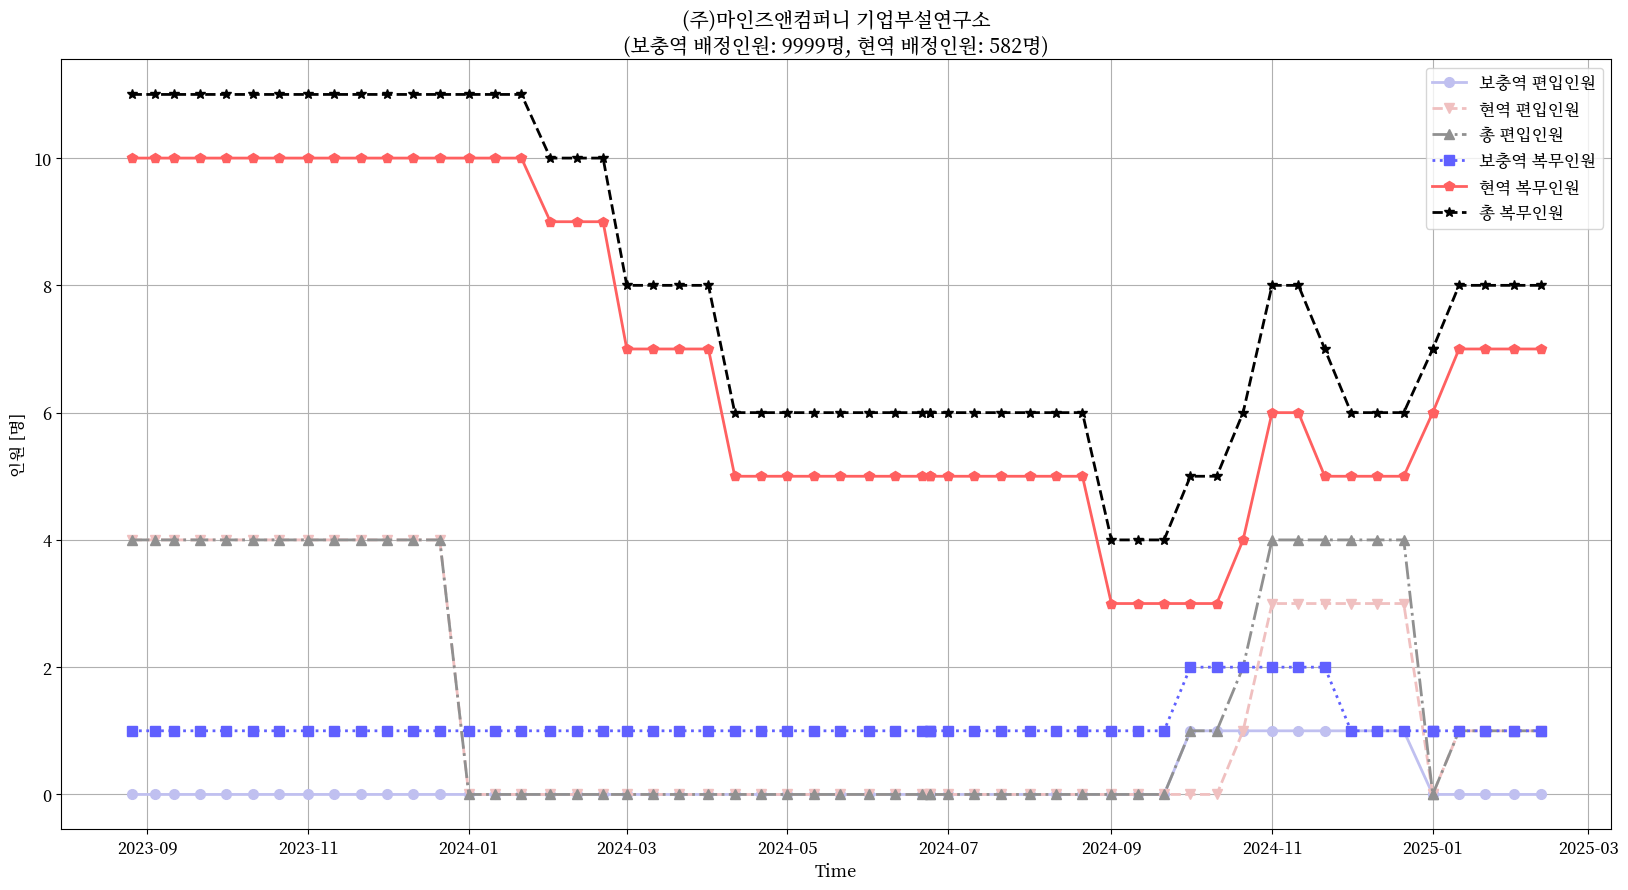 (주)마인즈앤컴퍼니 기업부설연구소
(보충역 배정인원: 9999명, 현역 배정인원: 582명)
보충역 편입인원
현역 편입인원
총 편입인원
보충역 복무인원
현역 복무인원
총 복무인원
인원 [명]
10
8
6
4
2
0
2023-09
2023-11
2024-01
2024-03
2024-05
2024-07
2024-09
2024-11
2025-01
2025-03
Time